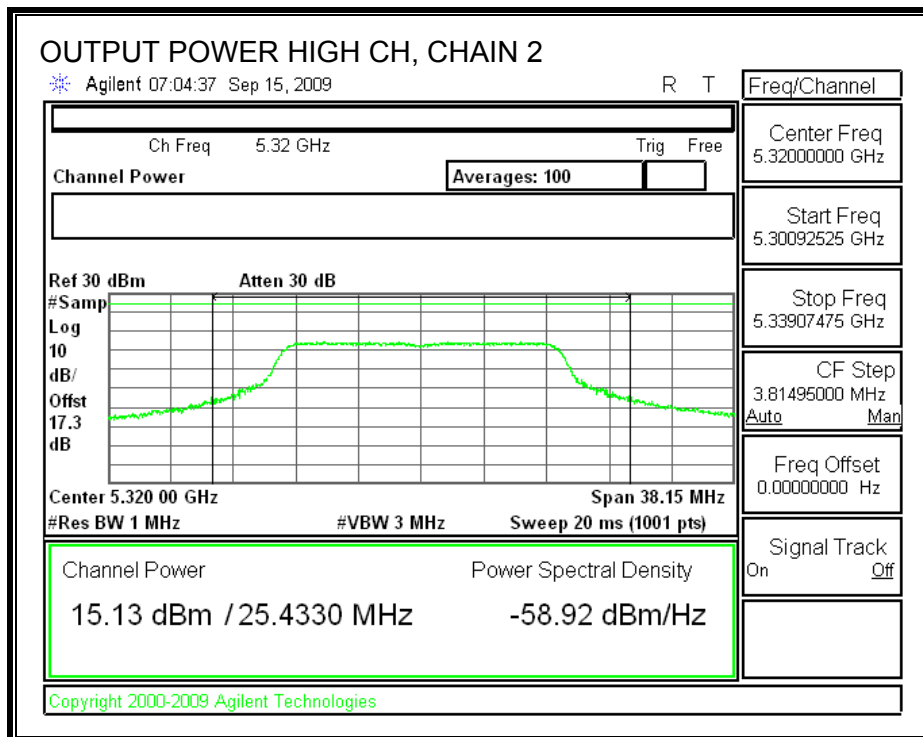 OUTPUT POWER HIGH CH, CHAIN 2
Agilent 07:04:37 Sep 15, 2009 R T
Freq/Channel
Ch Freq 5.32 GHz Trig Free
Channel Power Averages: 100
Center Freq
5.32000000 GHz
Start Freq
5.30092525 GHz
Stop Freq
5.33907475 GHz
CF Step
3.81495000 MHz
Auto Man
Freq Offset
0.00000000 Hz
Signal Track
On Off
Ref 30 dBm Atten 30 dB
#Samp
Log
10
dB/
Offst
17.3
dB
Center 5.320 00 GHz Span 38.15 MHz
#Res BW 1 MHz #VBW 3 MHz Sweep 20 ms (1001 pts)
Channel Power Power Spectral Density
15.13 dBm / 25.4330 MHz -58.92 dBm/Hz
Copyright 2000-2009 Agilent Technologies